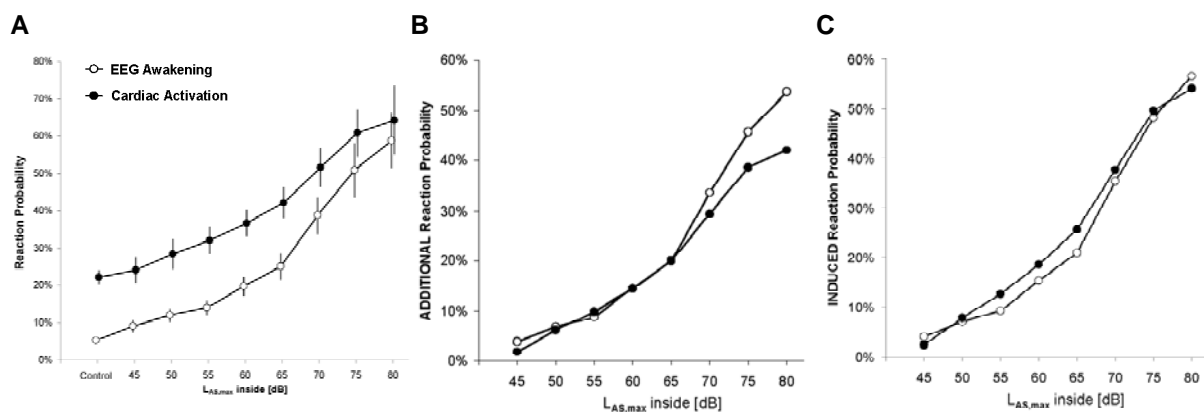 A
EEG Awakening
Cardiac Activation
Reaction Probability
80%
70%
60%
50%
40%
30%
20%
10%
0%
Control 45 50 55 60 65 70 75 80
LAS,max inside [dB]
B
ADDITIONAL Reaction Probability
60%
50%
40%
30%
20%
10%
0%
45 50 55 60 65 70 75 80
LAS,max inside [dB]
C
INDUCED Reaction Probability
60%
50%
40%
30%
20%
10%
0%
45 50 55 60 65 70 75 80
LAS,max inside [dB]